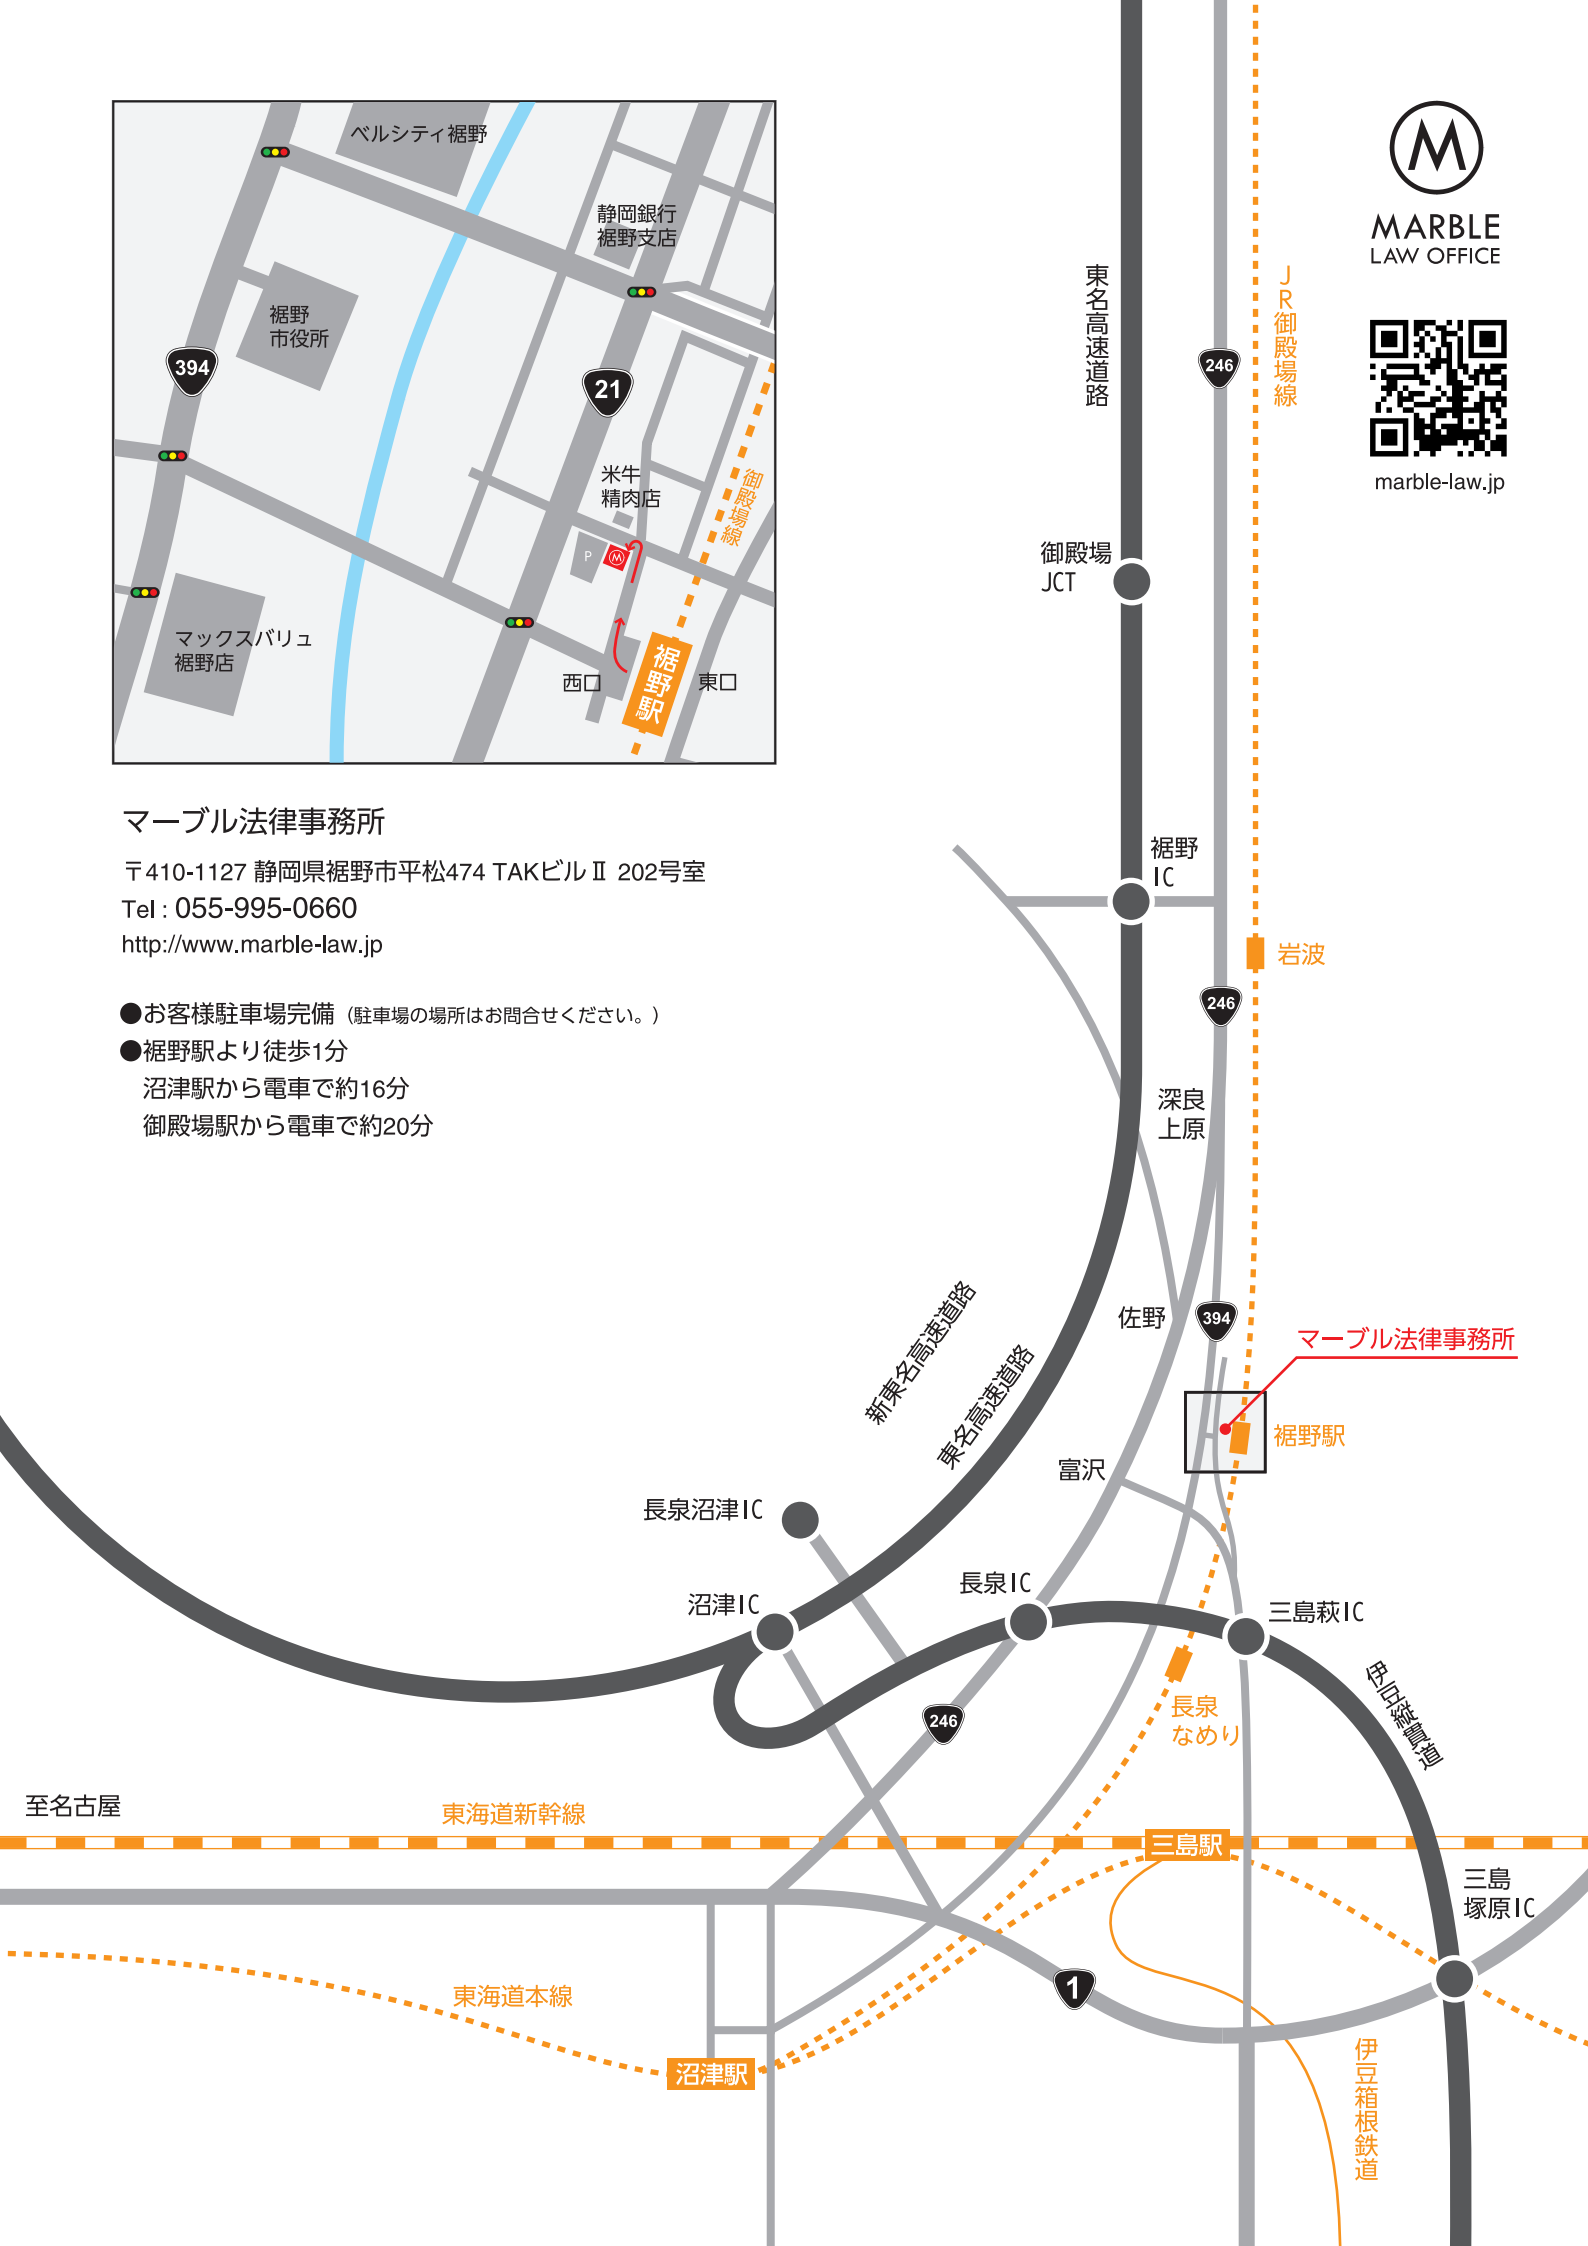 ベルシティ裾野
静岡銀行
裾野支店
裾野
市役所
394
21
米牛
精肉店
御殿場線
P
M
マックスバリュ
裾野店
西口
裾野駅
東口
マーブル法律事務所
〒410-1127 静岡県裾野市平松474 TAKビルⅡ 202号室
Tel : 055-995-0660
http://www.marble-law.jp
●お客様駐車場完備（駐車場の場所はお問合せください。）
●裾野駅より徒歩1分
沼津駅から電車で約16分
御殿場駅から電車で約20分
M
MARBLE
LAW OFFICE
marble-law.jp
東名高速道路
JR御殿場線
246
御殿場
JCT
裾野
IC
岩波
246
深良
上原
佐野
394
マーブル法律事務所
裾野駅
新東名高速道路
東名高速道路
富沢
長泉沼津IC
沼津IC
長泉IC
三島萩IC
伊豆縦貫道
長泉
なめり
246
至名古屋
東海道新幹線
三島駅
三島
塚原IC
1
東海道本線
沼津駅
伊豆箱根鉄道